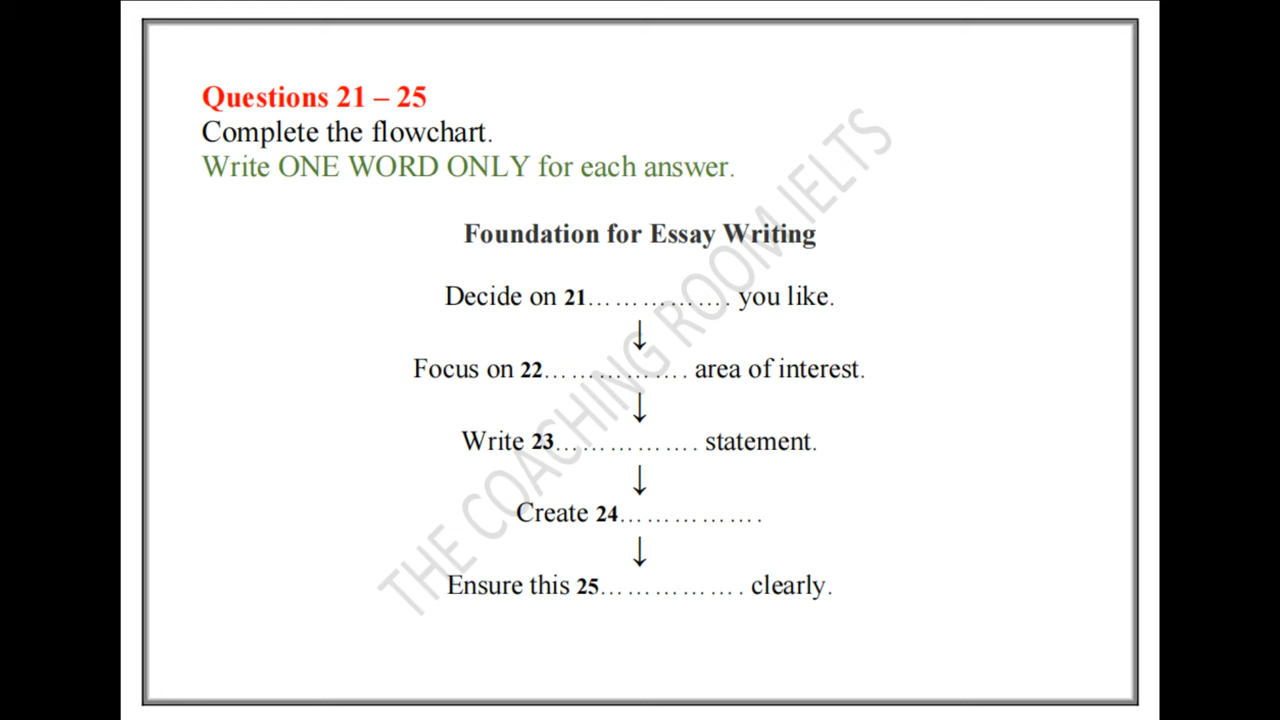 Questions 21 – 25
Complete the flowchart.
Write ONE WORD ONLY for each answer.
Foundation for Essay Writing
Decide on 21……………. you like.
↓
Focus on 22……………. area of interest.
↓
Write 23……………. statement.
↓
Create 24…………….
↓
Ensure this 25……………. clearly.
THE COACHING ROOM IELTS